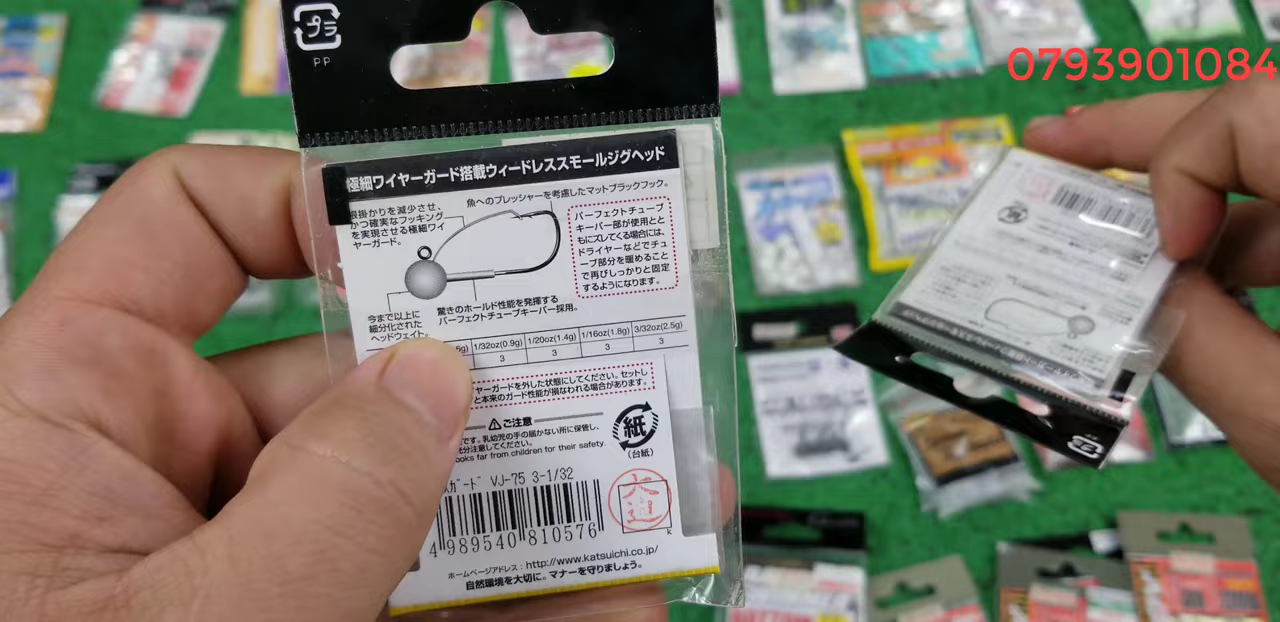 プラ
PP
0793901084
極細ワイヤーガード搭載ウィードレススモールジグヘッド
魚へのプレッシャーを考慮したマットブラックフック。
根掛かりを減少させ、
かつ確実なフッキング
を実現させる極細ワイ
ヤーガード。
パーフェクトチューブ
キーパー部が使用とと
もにズレてくる場合には、
ドライヤーなどでチュ
ーブ部分を暖めること
で再びしっかりと固定
するようになります。
今まで以上に
細分化された
ヘッドウェイト。
驚きのホールド性能を発揮する
パーフェクトチューブキーパー採用。
1/32oz(0.9g) 1/20oz(1.4g) 1/16oz(1.8g) 3/32oz(2.5g)
3 3 3 3
ヤーガードを外した状態にしてください。セットし
と本来のガード性能が損なわれる場合があります。
ご注意
です。乳幼児の手の届かない所に保管し、
注意してください。
far from children for their safety.
紙
(台紙)
ガード VJ-75 3-1/32
4 989540 810576
K
ホームページアドレス:http://www.katsuichi.co.jp/
自然環境を大切に。マナーを守りましょう。